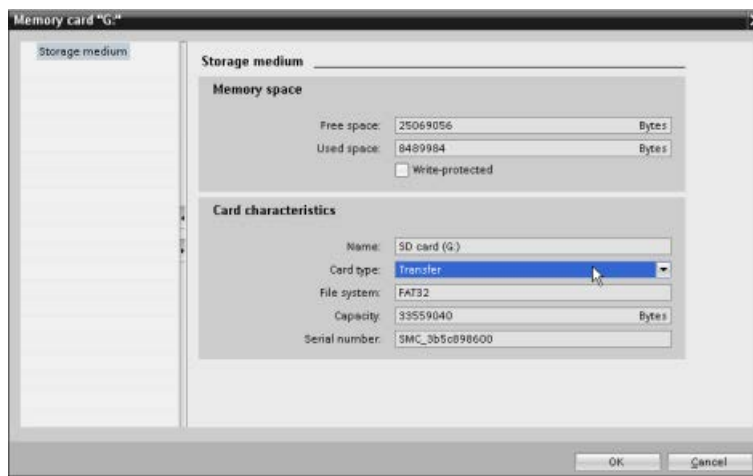 Memory card "G:"
Storage medium
Storage medium
Memory space
Free space: 25069056 Bytes
Used space: 8489984 Bytes
Write-protected
Card characteristics
Name: SD card (G:)
Card type: Transfer
File system: FAT32
Capacity: 33559040 Bytes
Serial number: SMC_3b5c898600
OK Cancel